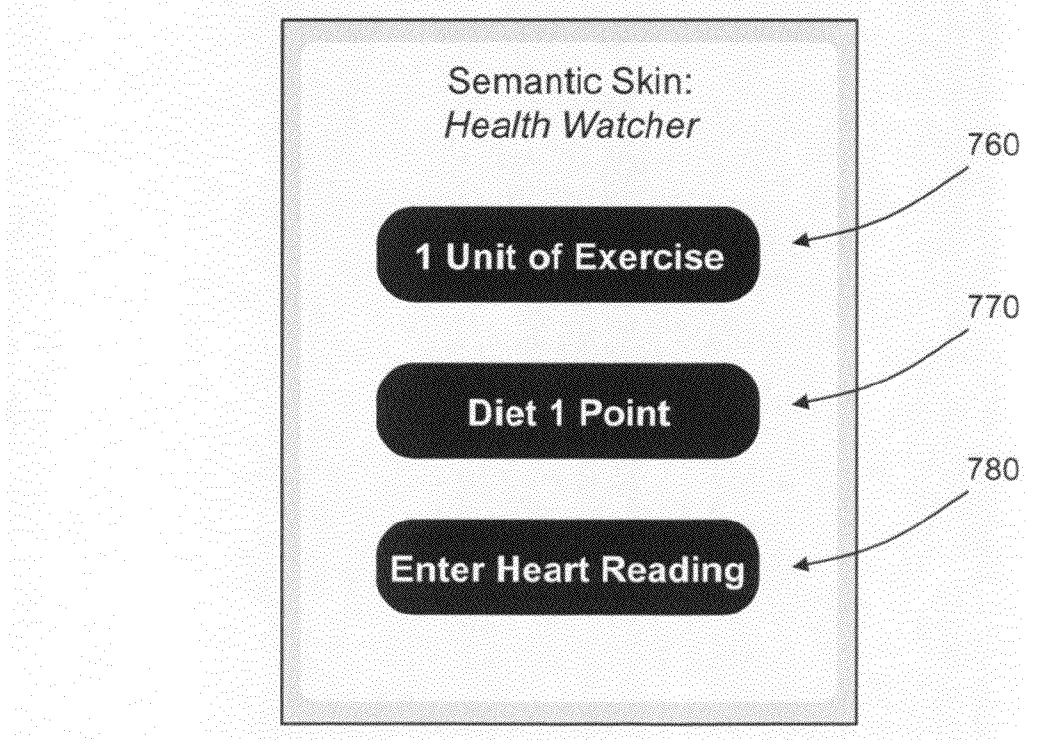 Semantic Skin:
Health Watcher
760
1 Unit of Exercise
770
Diet 1 Point
780
Enter Heart Reading